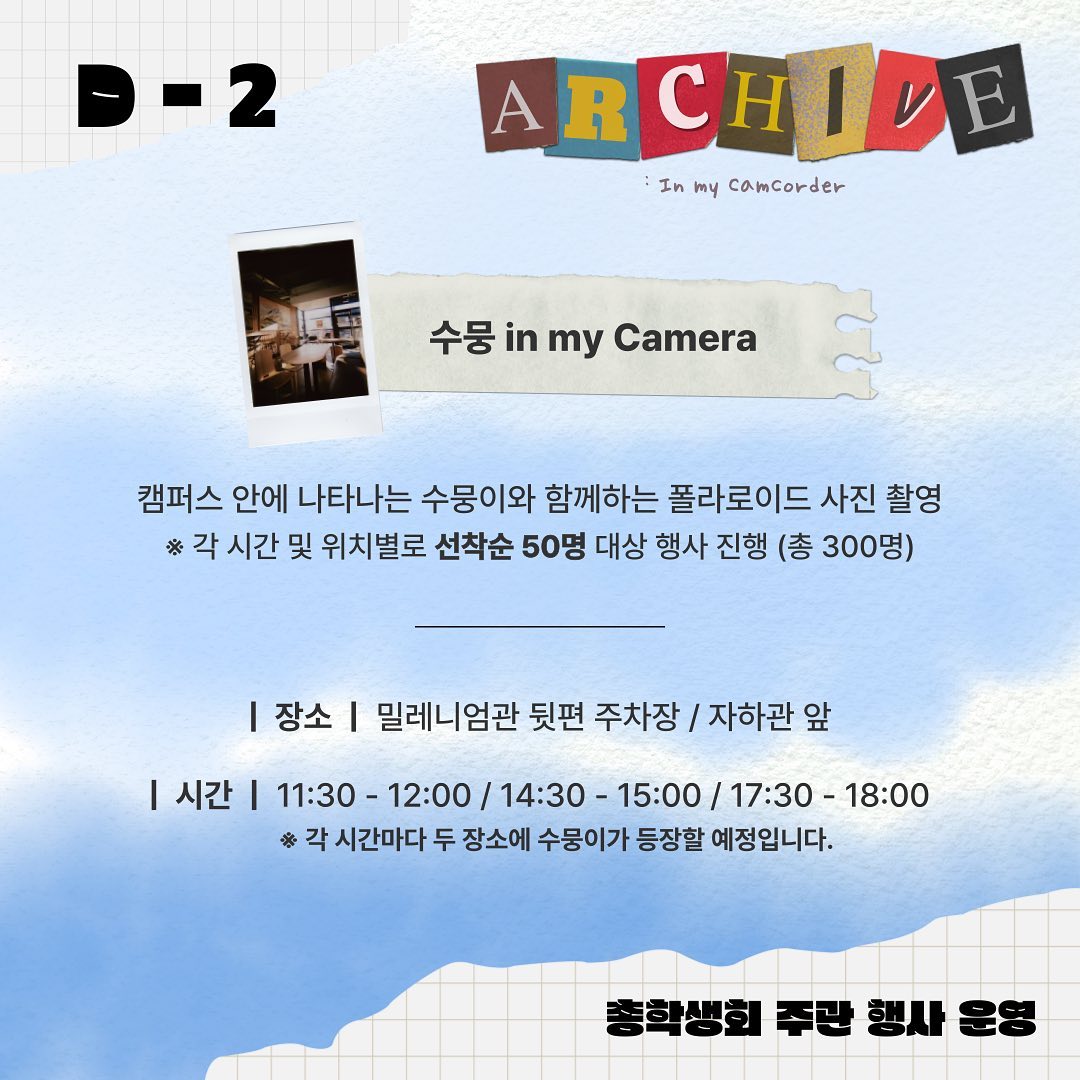 D - 2
ARCHIVE
: In my Camcorder
수뭉 in my Camera
캠퍼스 안에 나타나는 수뭉이와 함께하는 폴라로이드 사진 촬영
※ 각 시간 및 위치별로 선착순 50명 대상 행사 진행 (총 300명)
| 장소 | 밀레니엄관 뒷편 주차장 / 자하관 앞
| 시간 | 11:30 - 12:00 / 14:30 - 15:00 / 17:30 - 18:00
※ 각 시간마다 두 장소에 수뭉이가 등장할 예정입니다.
총학생회 주관 행사 운영